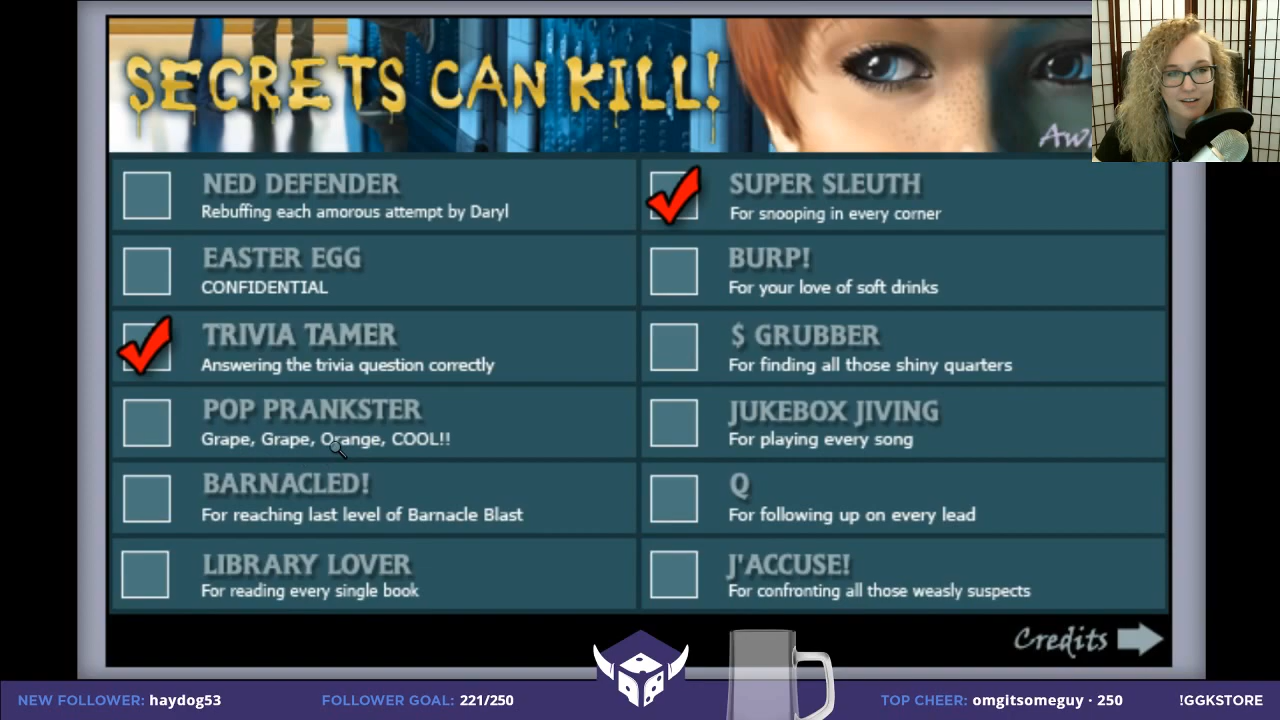 SECRETS CAN KILL!
NED DEFENDER
Rebuffing each amorous attempt by Daryl
SUPER SLEUTH
For snooping in every corner
EASTER EGG
CONFIDENTIAL
BURP!
For your love of soft drinks
TRIVIA TAMER
Answering the trivia question correctly
$ GRUBBER
For finding all those shiny quarters
POP PRANKSTER
Grape, Grape, Orange, COOL!!
JUKEBOX JIVING
For playing every song
BARNACLED!
For reaching last level of Barnacle Blast
Q
For following up on every lead
LIBRARY LOVER
For reading every single book
J'ACCUSE!
For confronting all those weasly suspects
Credits
NEW FOLLOWER: haydog53
FOLLOWER GOAL: 221/250
TOP CHEER: omgitsomeguy · 250
!GGKSTORE